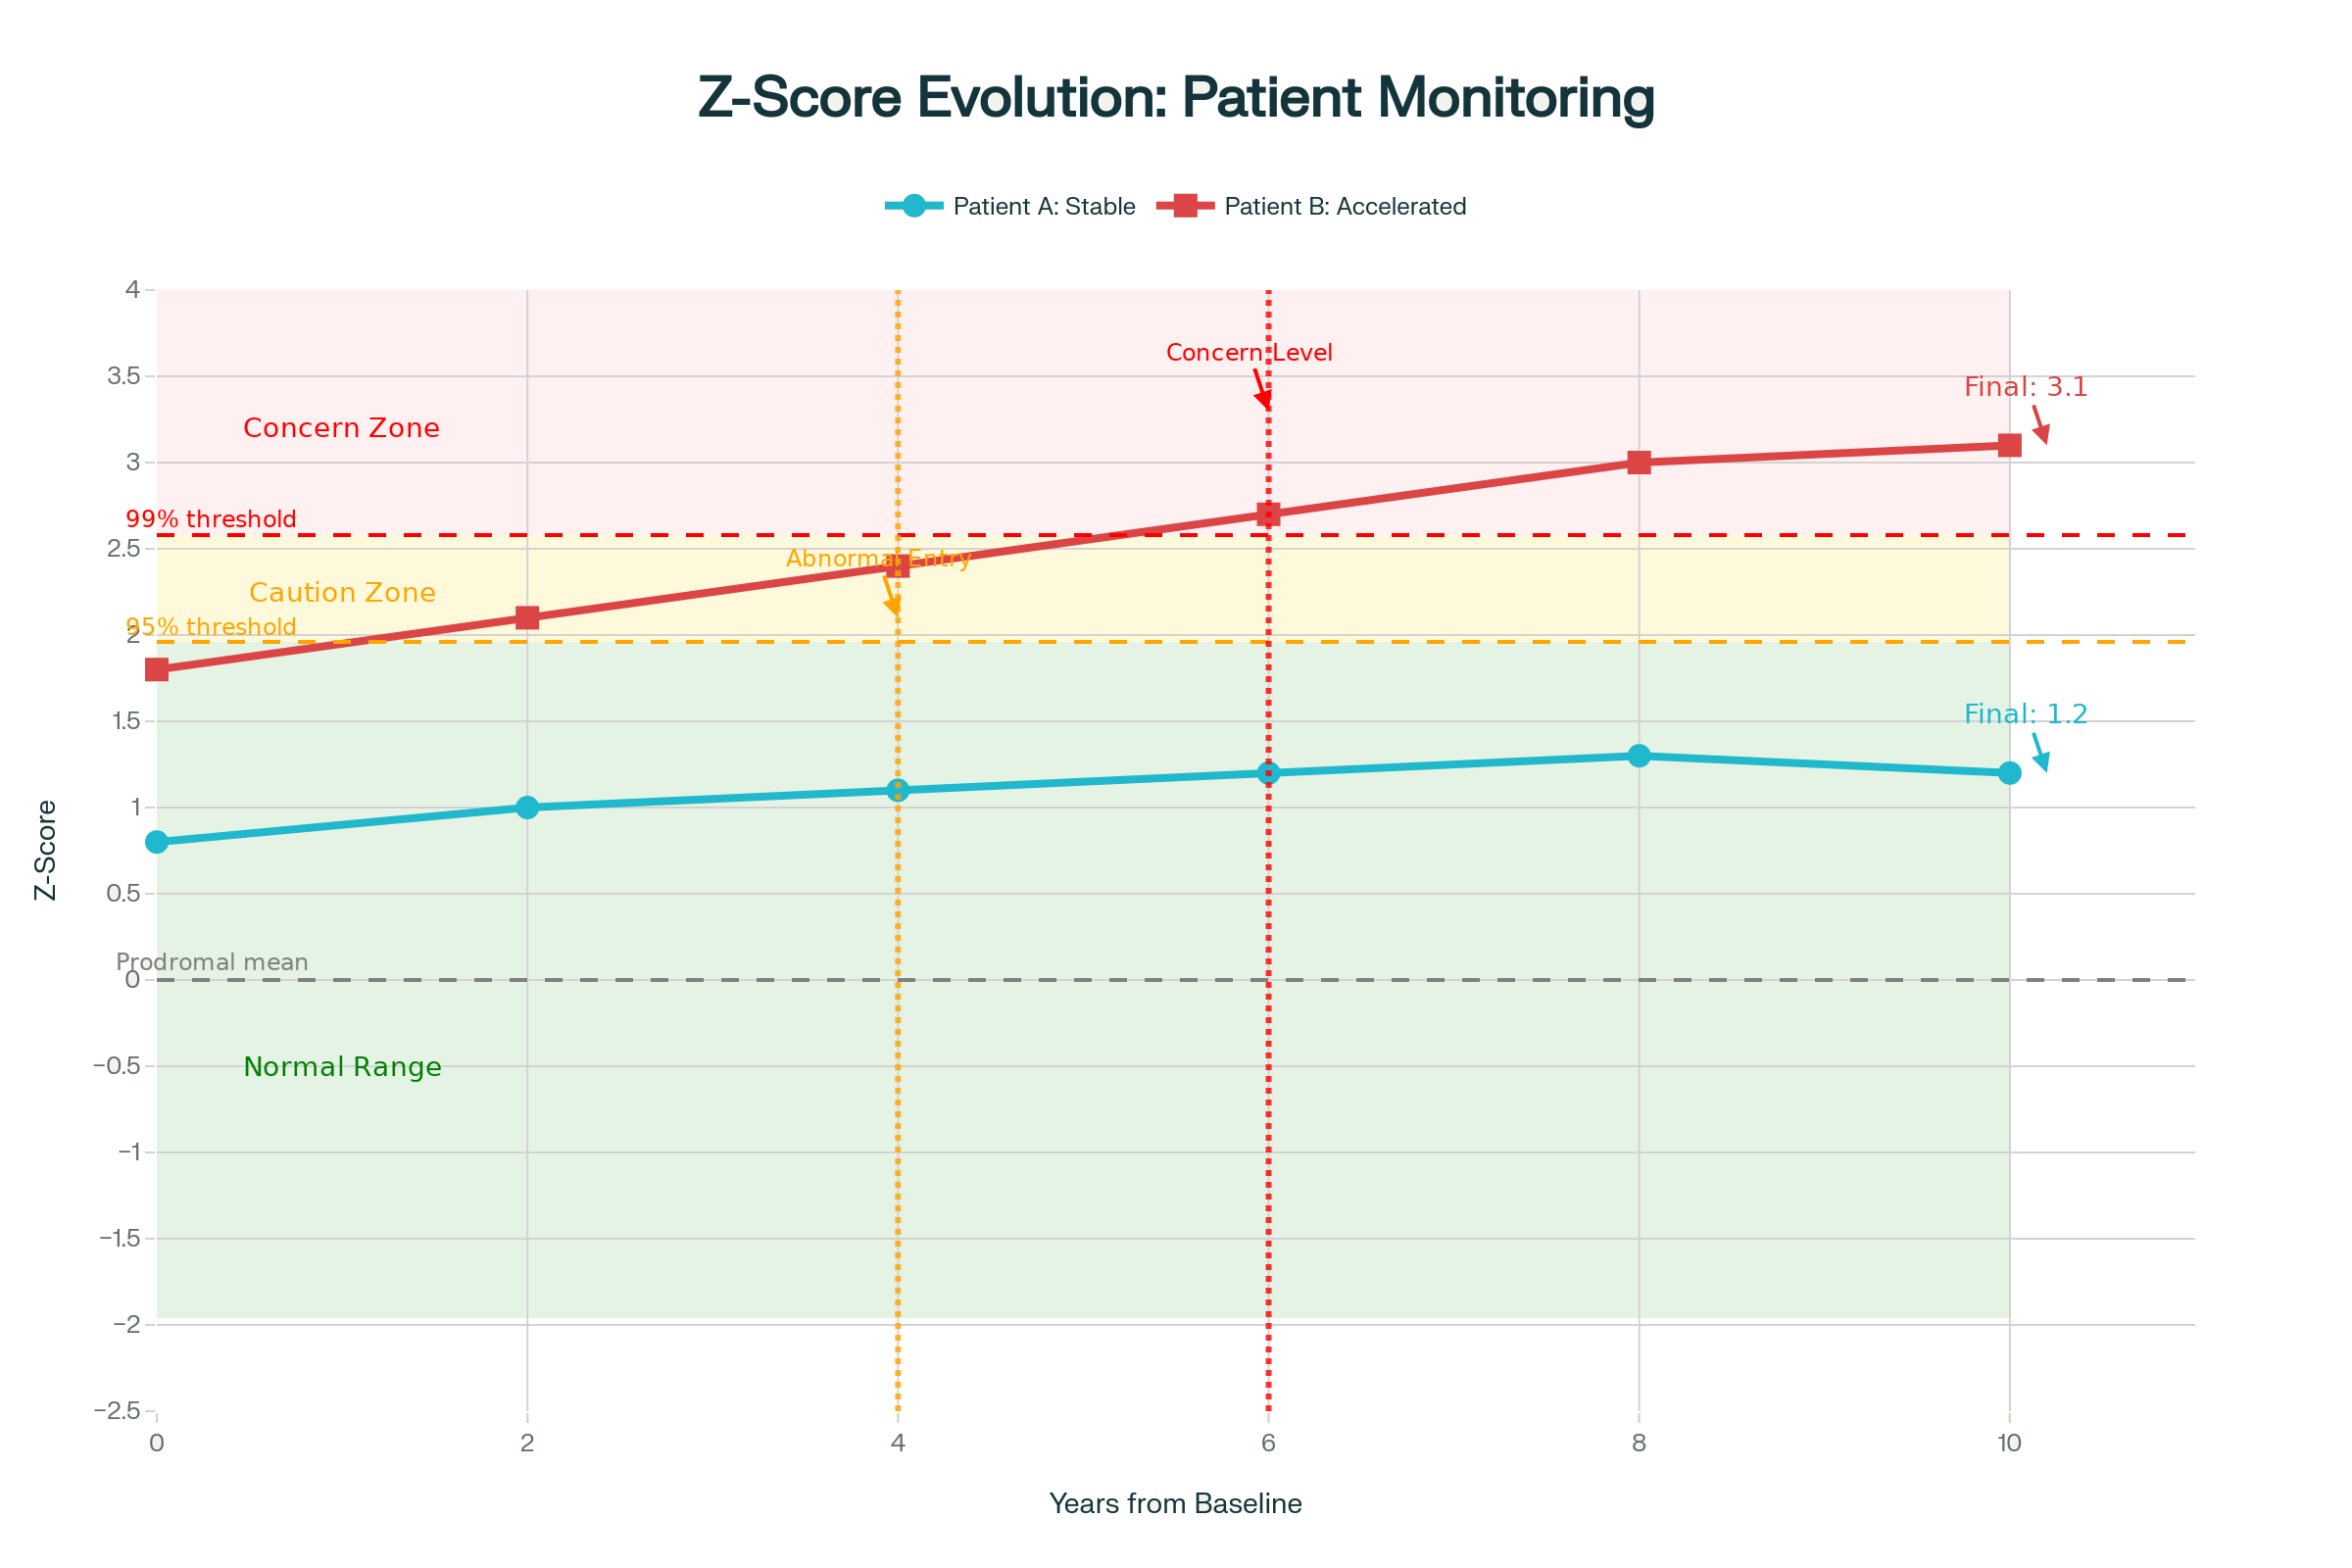 Z-Score Evolution: Patient Monitoring
Patient A: Stable
Patient B: Accelerated
4
Concern Level
3.5
Final: 3.1
Concern Zone
3
99% threshold
2.5
Abnormal Entry
Caution Zone
95% threshold
2
1.5
Final: 1.2
1
Z-Score
0.5
Prodromal mean
0
−0.5
Normal Range
−1
−1.5
−2
−2.5
0
2
4
6
8
10
Years from Baseline